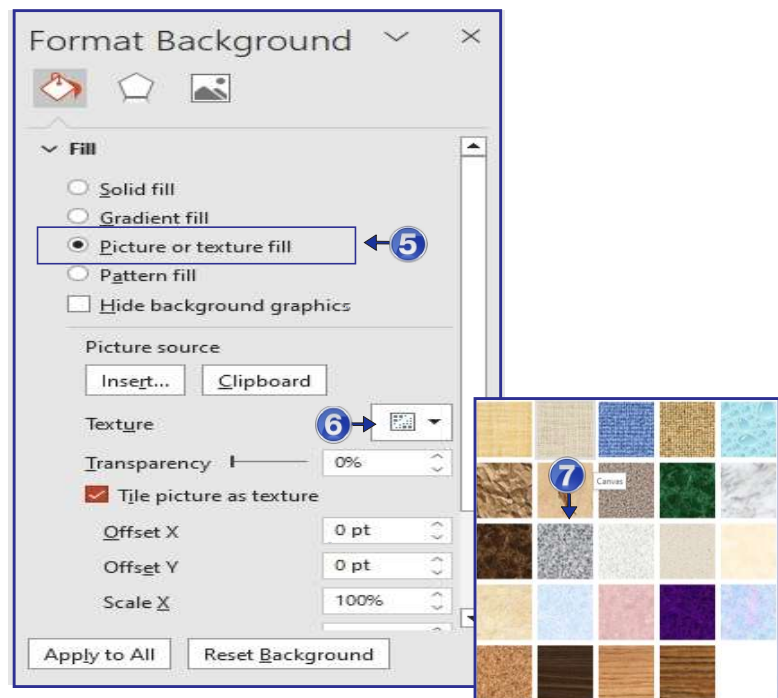 Format Background
Fill
Solid fill
Gradient fill
Picture or texture fill
5
Pattern fill
Hide background graphics
Picture source
Insert...
Clipboard
Texture
6
Transparency
0%
Tile picture as texture
Offset X
0 pt
Offset Y
0 pt
Scale X
100%
Apply to All
Reset Background
7
Canvas